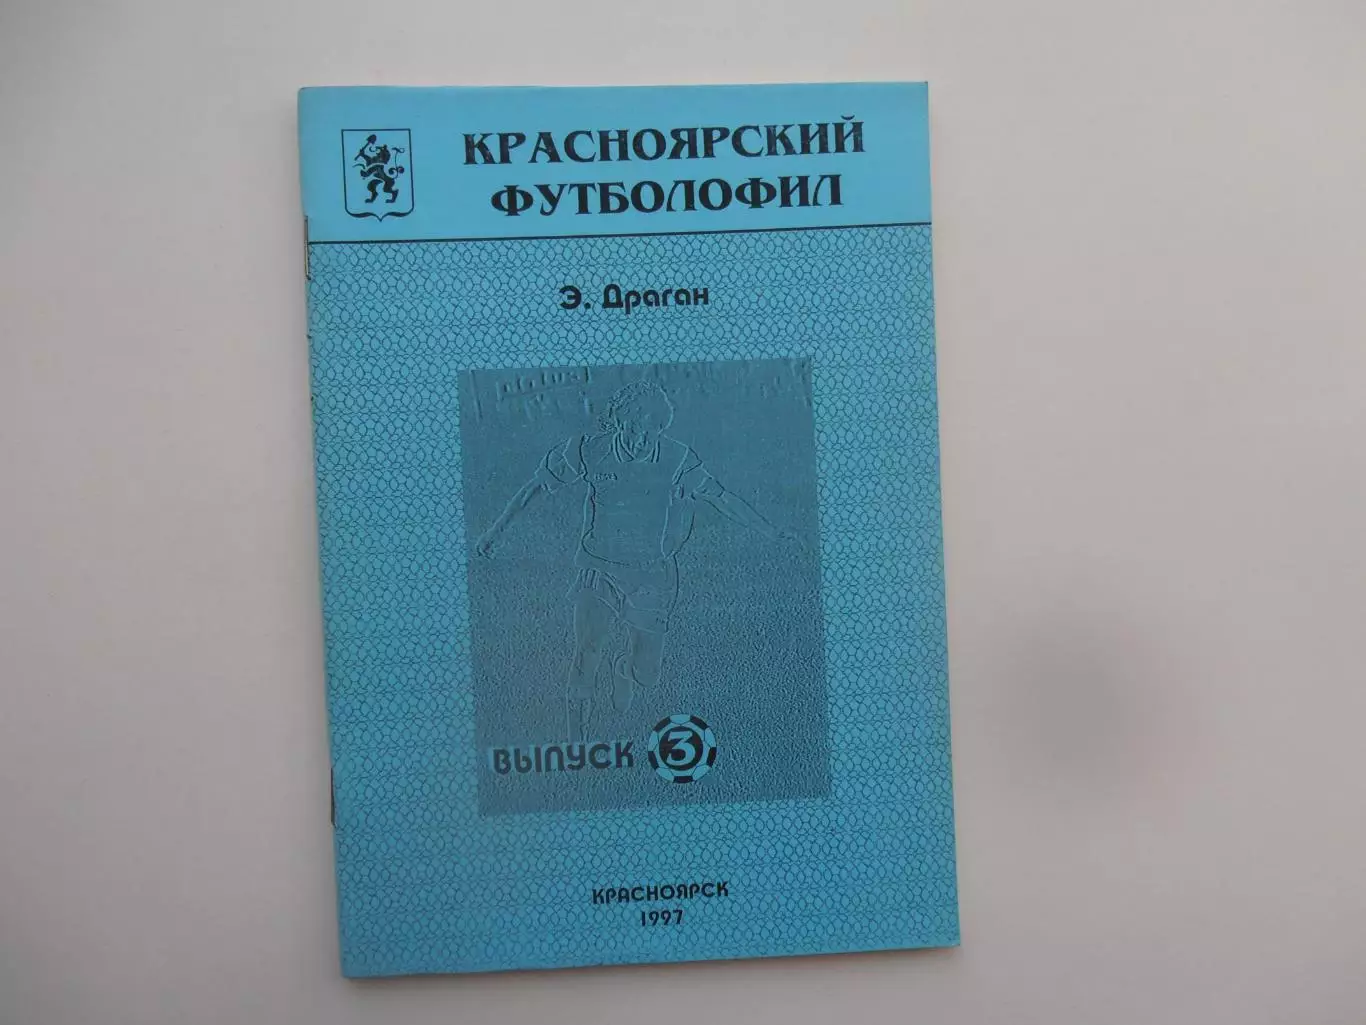 КРАСНОЯРСКИЙ
ФУТБОЛОФИЛ
Э. Драган
ВЫПУСК 3
КРАСНОЯРСК
1997